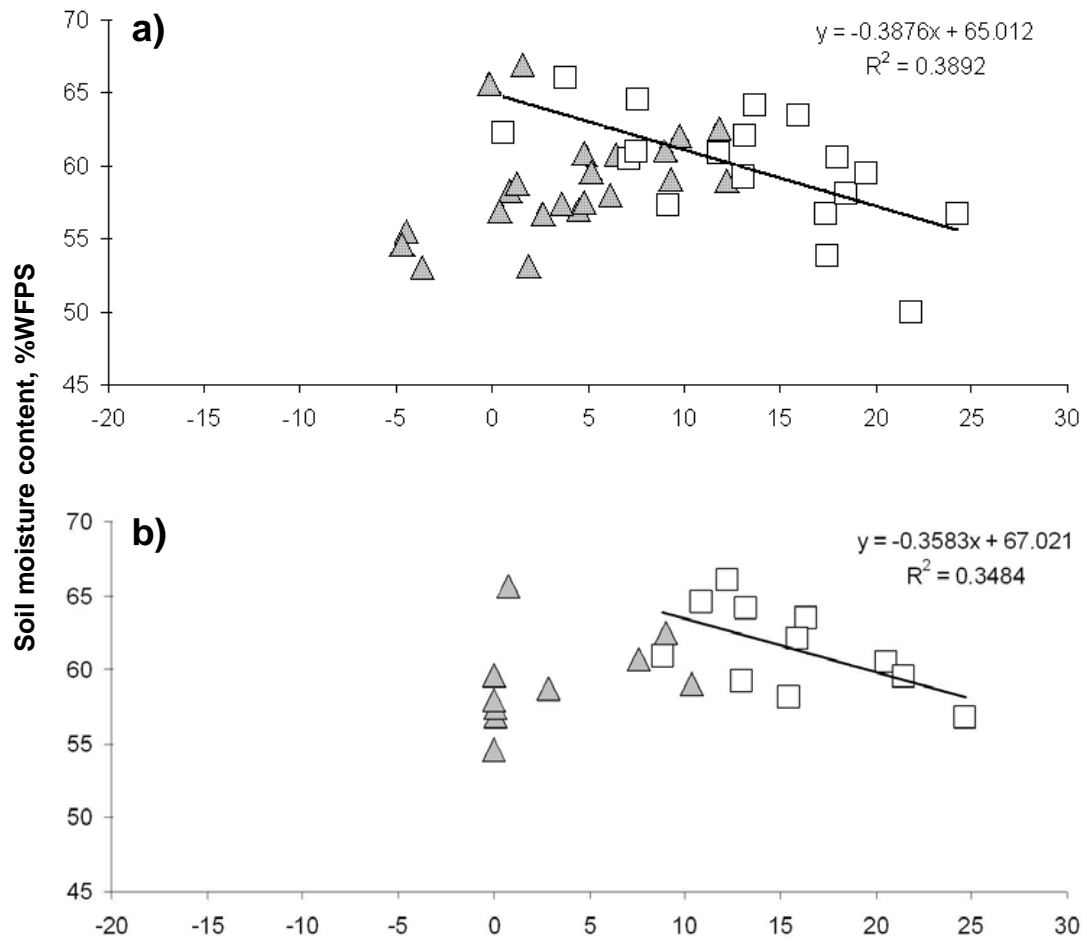 Soil moisture content, %WFPS
a)
y = -0.3876x + 65.012
R² = 0.3892
70
65
60
55
50
45
-20 -15 -10 -5 0 5 10 15 20 25 30
b)
y = -0.3583x + 67.021
R² = 0.3484
70
65
60
55
50
45
-20 -15 -10 -5 0 5 10 15 20 25 30